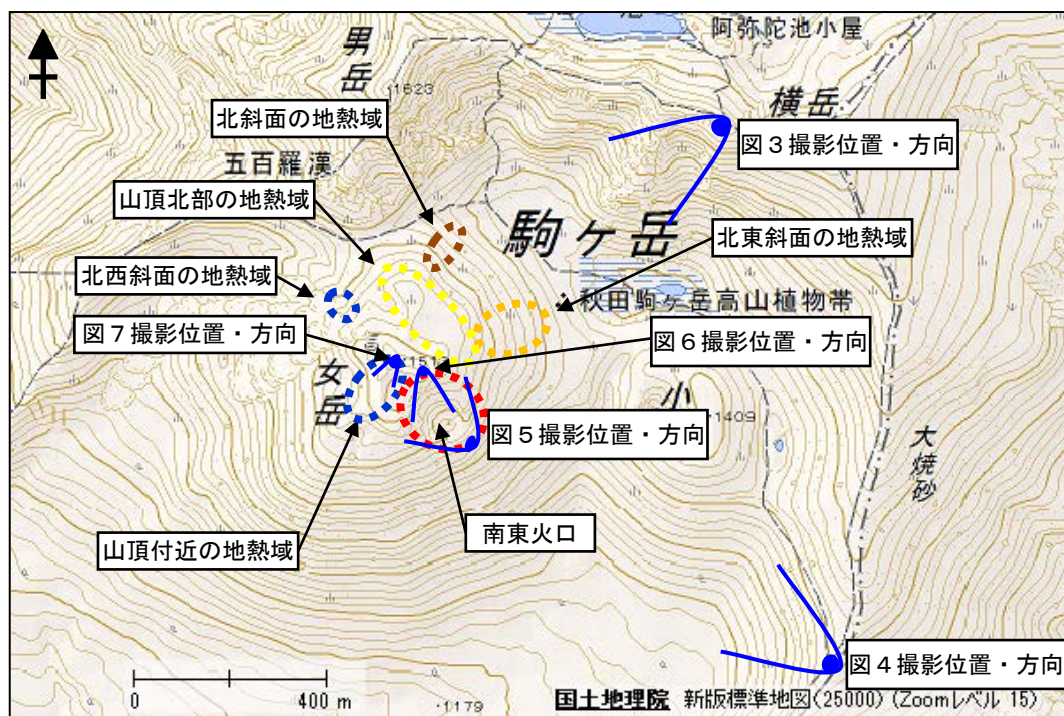 池
阿弥陀池小屋
男岳
・1623
横岳
北斜面の地熱域
図３撮影位置・方向
五百羅漢
山頂北部の地熱域
駒ヶ岳
北東斜面の地熱域
北西斜面の地熱域
秋田駒ヶ岳高山植物帯
図７撮影位置・方向
図６撮影位置・方向
女岳
小
・1409
図５撮影位置・方向
大焼砂
山頂付近の地熱域
南東火口
図４撮影位置・方向
0
400 m
・1179
国土地理院 新版標準地図(25000) (Zoomレベル 15)